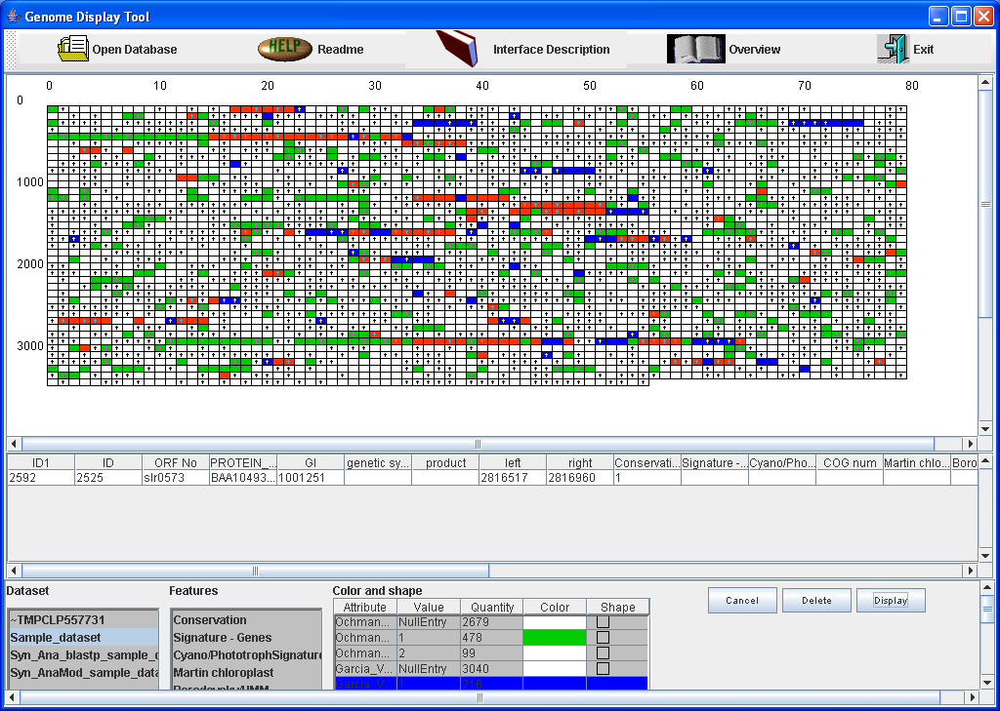 Genome Display Tool
Open Database HELP Readme Interface Description Overview Exit
0 10 20 30 40 50 60 70 80
0
1000
2000
3000
ID1 ID ORF No PROTEIN_... GI genetic sy... product left right Conservati... Signature -... Cyano/Pho... COG num Martin chlo... Boro
2592 2525 slr0573 BAA10493... 1001251 2816517 2816960 1
Dataset Features Color and shape
Cancel Delete Display
Attribute Value Quantity Color Shape
~TMPCLP557731 Conservation Ochman... NullEntry 2679
Sample_dataset Signature - Genes Ochman... 1 478
Syn_Ana_blastp_sample_d Cyano/PhototrophSignature Ochman... 2 99
Syn_AnaMod_sample_data Martin chloroplast Garcia_V... NullEntry 3040